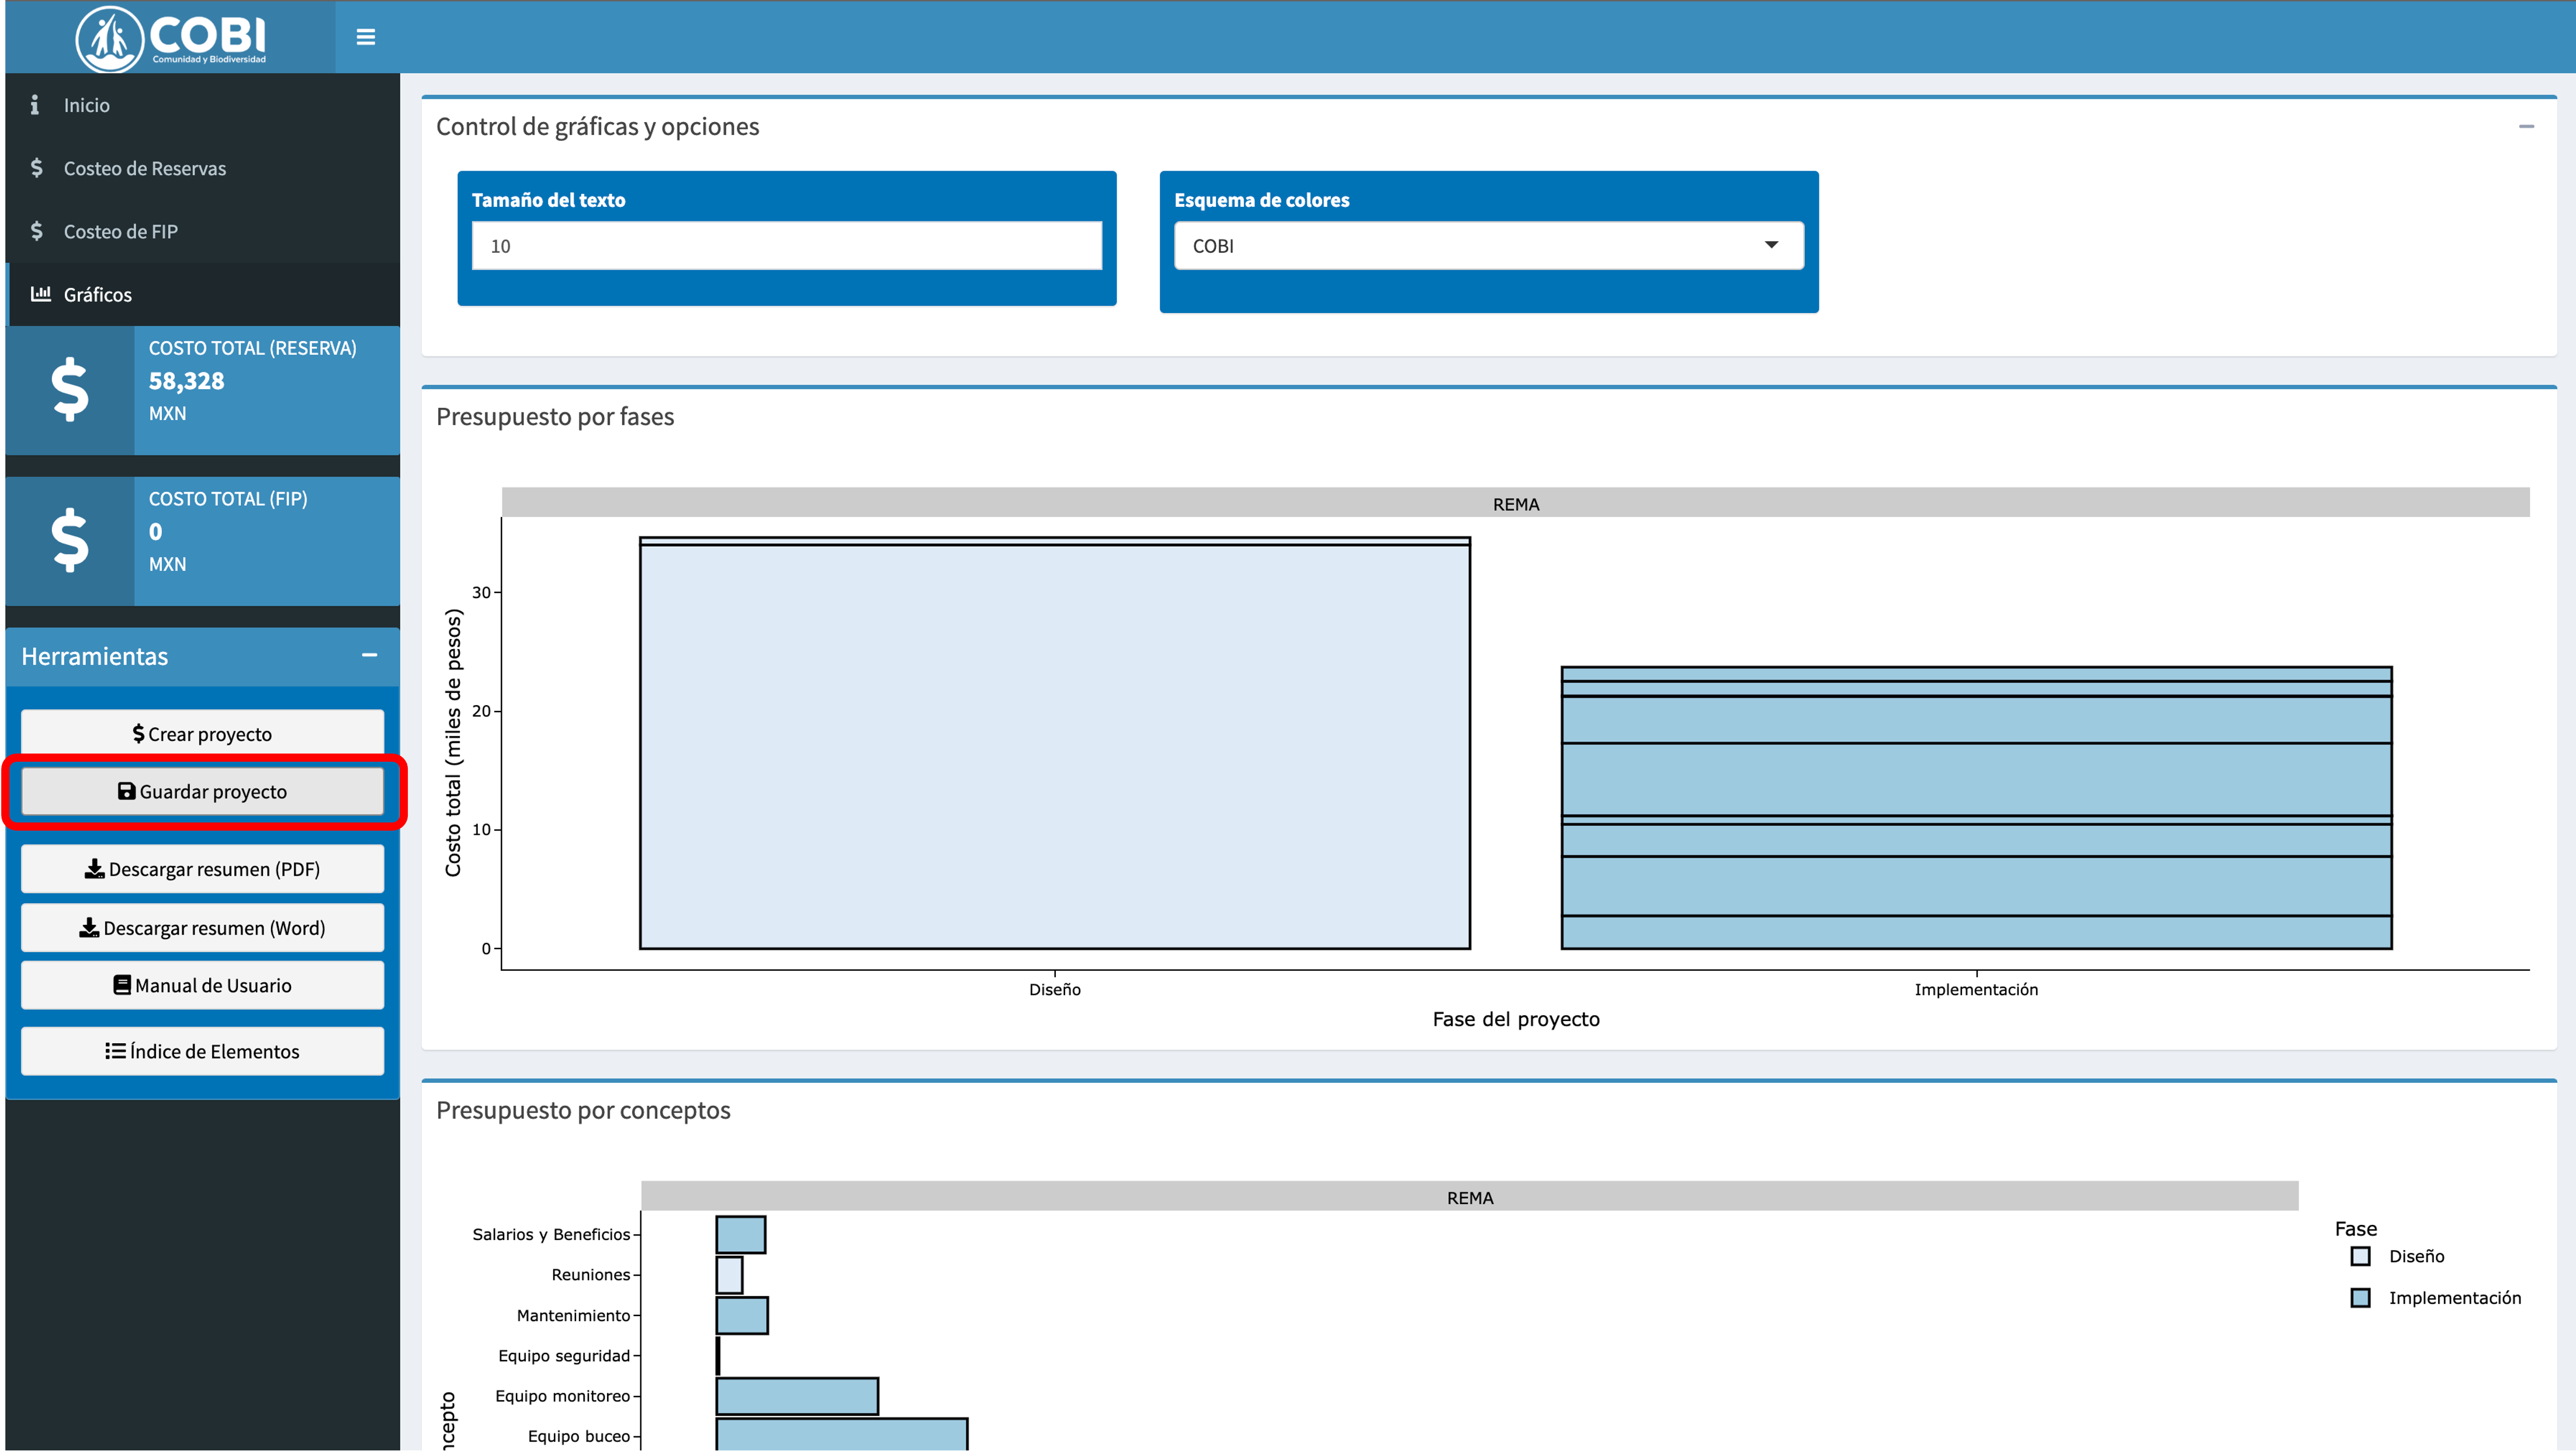 COBI
Comunidad y Biodiversidad
Inicio
Costeo de Reservas
Costeo de FIP
Gráficos
COSTO TOTAL (RESERVA)
58,328
MXN
COSTO TOTAL (FIP)
0
MXN
Herramientas
Crear proyecto
Guardar proyecto
Descargar resumen (PDF)
Descargar resumen (Word)
Manual de Usuario
Índice de Elementos
Control de gráficas y opciones
Tamaño del texto
10
Esquema de colores
COBI
Presupuesto por fases
REMA
Costo total (miles de pesos)
30
20
10
0
Diseño
Implementación
Fase del proyecto
Presupuesto por conceptos
REMA
Salarios y Beneficios
Reuniones
Mantenimiento
Equipo seguridad
Equipo monitoreo
Equipo buceo
ncepto
Fase
Diseño
Implementación